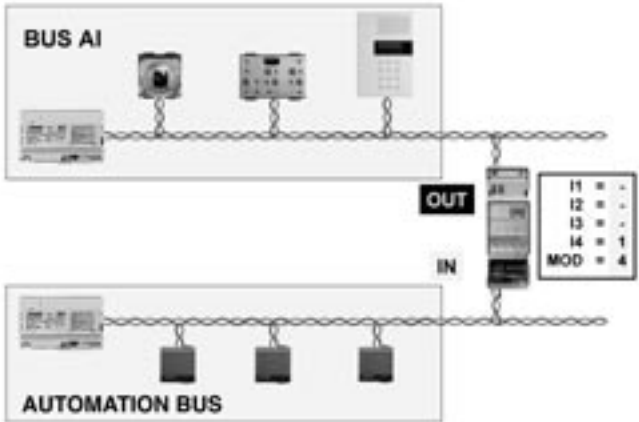 BUS AI
OUT
I1 = -
I2 = -
I3 = -
I4 = 1
MOD = 4
IN
AUTOMATION BUS